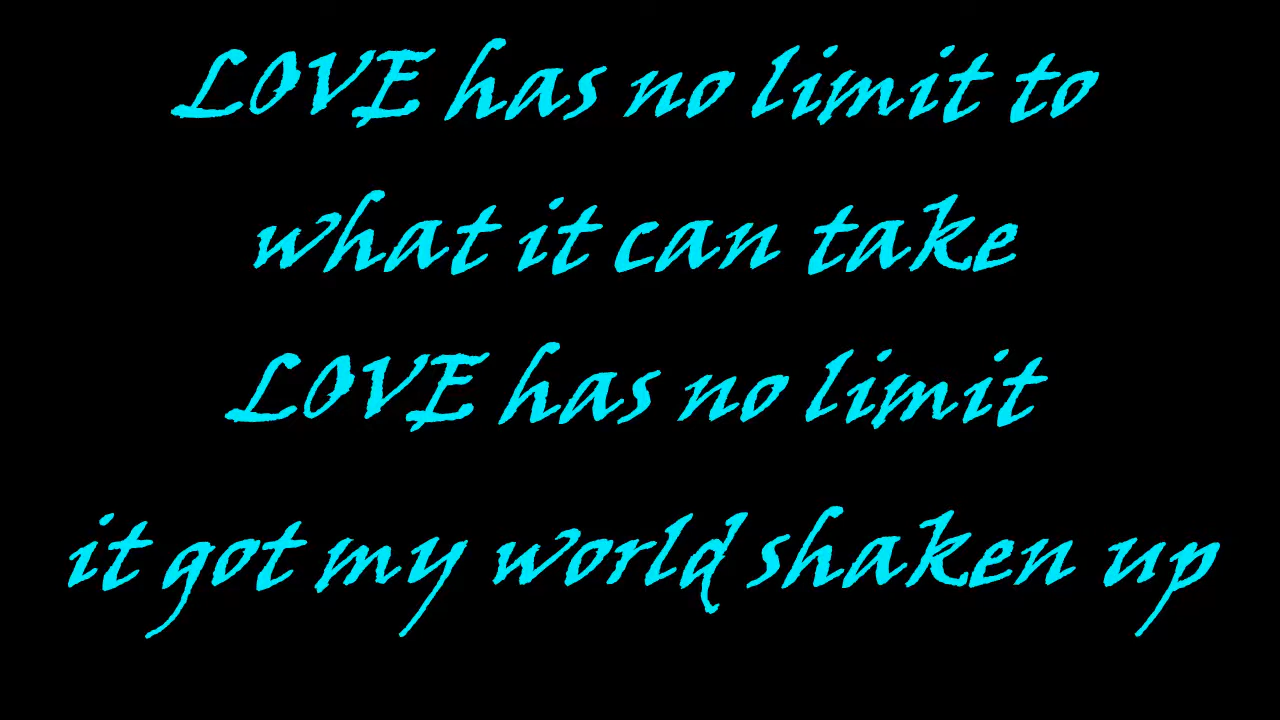 LOVE has no limit to
what it can take
LOVE has no limit
it got my world shaken up